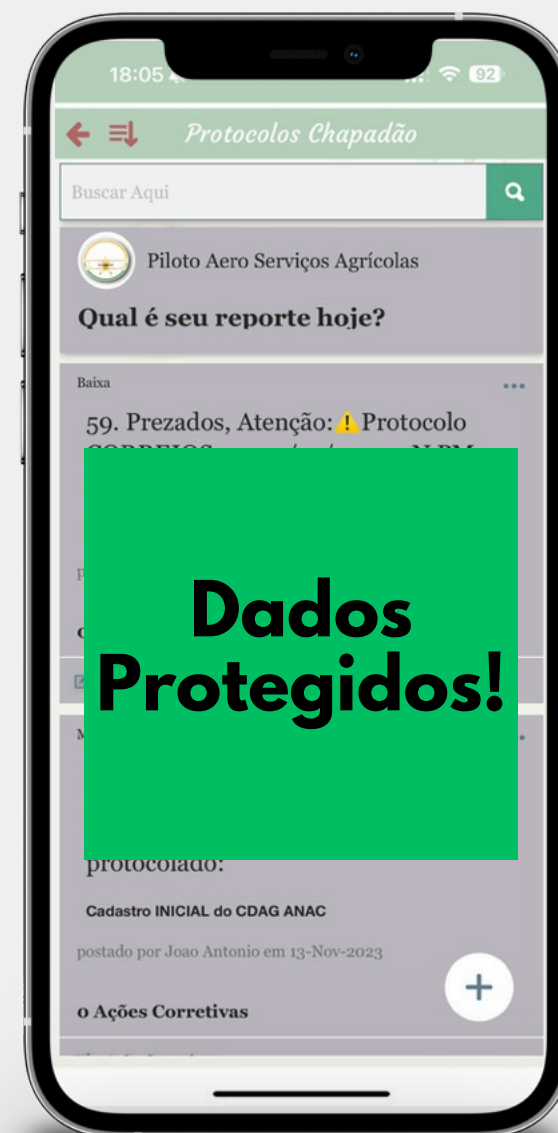 18:05
92
Protocolos Chapadão
Buscar Aqui
Piloto Aero Serviços Agrícolas
Qual é seu reporte hoje?
Baixa
59. Prezados, Atenção:⚠️Protocolo
Dados
Protegidos!
protocolado:
Cadastro INICIAL do CDAG ANAC
postado por Joao Antonio em 13-Nov-2023
0 Ações Corretivas